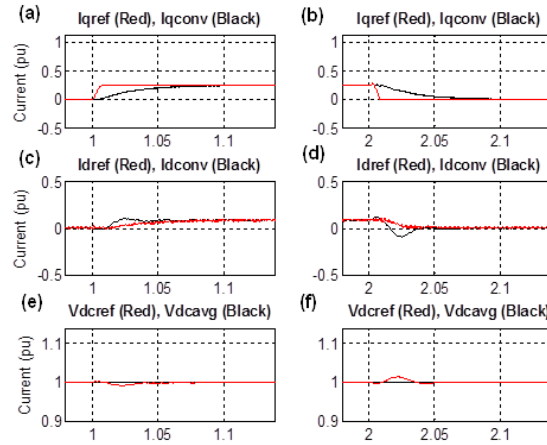 (a) Iqref (Red), Iqconv (Black)
(b) Iqref (Red), Iqconv (Black)
Current (pu)
1
0.5
0
-0.5
1 1.05 1.1
1
0.5
0
-0.5
2 2.05 2.1
(c) Idref (Red), Idconv (Black)
(d) Idref (Red), Idconv (Black)
Current (pu)
0.5
0
-0.5
1 1.05 1.1
0.5
0
-0.5
2 2.05 2.1
(e) Vdcref (Red), Vdcavg (Black)
(f) Vdcref (Red), Vdcavg (Black)
Current (pu)
1.1
1
0.9
1 1.05 1.1
1.1
1
0.9
2 2.05 2.1